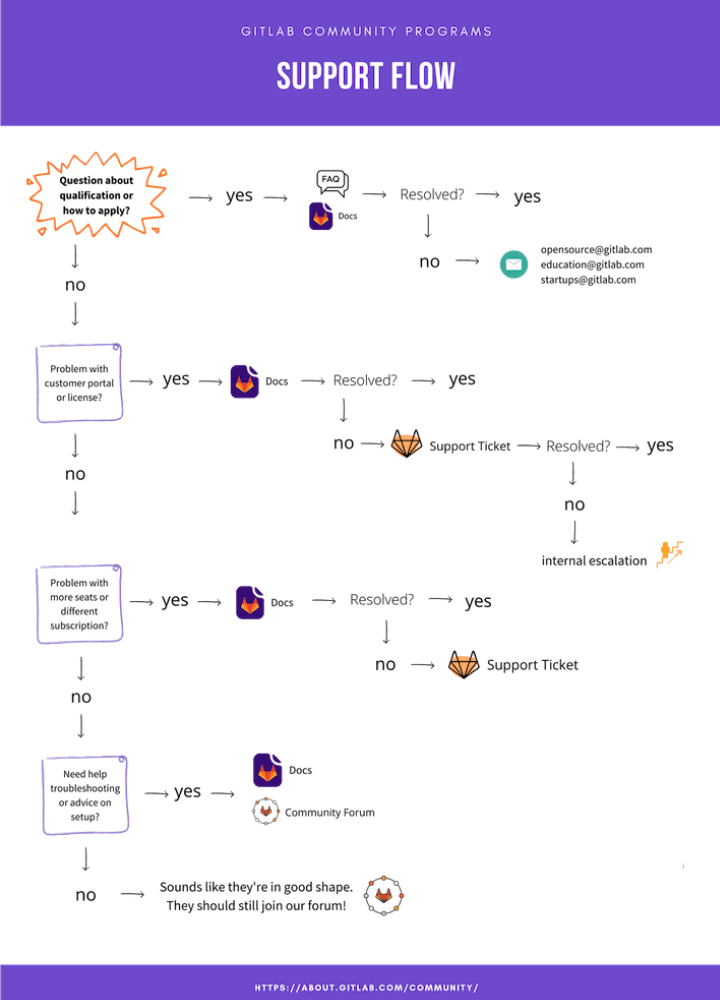 GITLAB COMMUNITY PROGRAMS
SUPPORT FLOW
Question about
qualification or
how to apply?
yes
FAQ
Docs
Resolved?
yes
no
opensource@gitlab.com
education@gitlab.com
startups@gitlab.com
no
Problem with
customer portal
or license?
yes
Docs
Resolved?
yes
no
Support Ticket
Resolved?
yes
no
internal escalation
no
Problem with
more seats or
different
subscription?
yes
Docs
Resolved?
yes
no
Support Ticket
no
Need help
troubleshooting
or advice on
setup?
yes
Docs
Community Forum
no
Sounds like they're in good shape.
They should still join our forum!
HTTPS://ABOUT.GITLAB.COM/COMMUNITY/